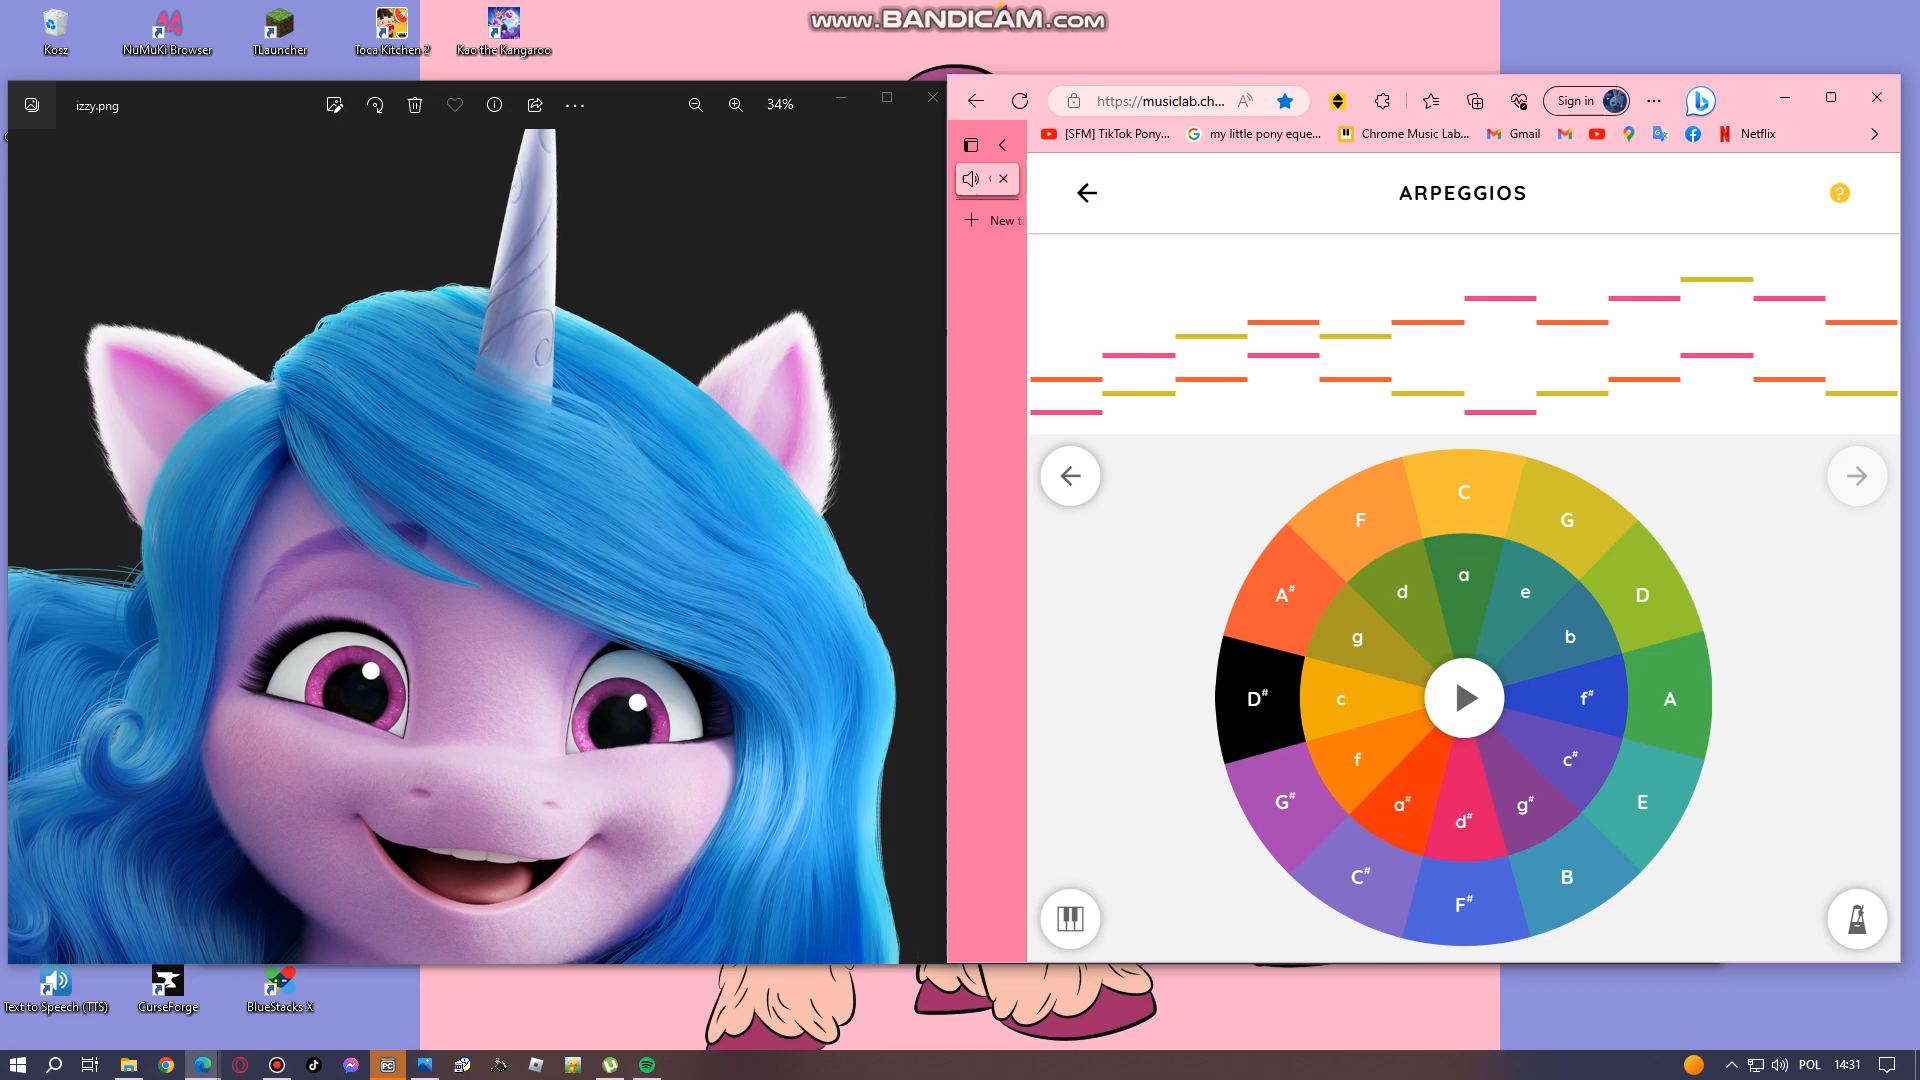 www.BANDICAM.com
Kosz
NuMuKi Browser
TLauncher
Toca Kitchen 2
Kao the Kangaroo
izzy.png
34%
https://musiclab.ch...
Sign in
[SFM] TikTok Pony...
my little pony eque...
Chrome Music Lab...
Gmail
Netflix
New t
ARPEGGIOS
?
C
F
G
A#
D
D#
A
G#
E
C#
B
F#
a
d
e
g
b
c
f#
f
c#
a#
g#
d#
Text to Speech (TTS)
CurseForge
BlueStacks X
POL
14:31